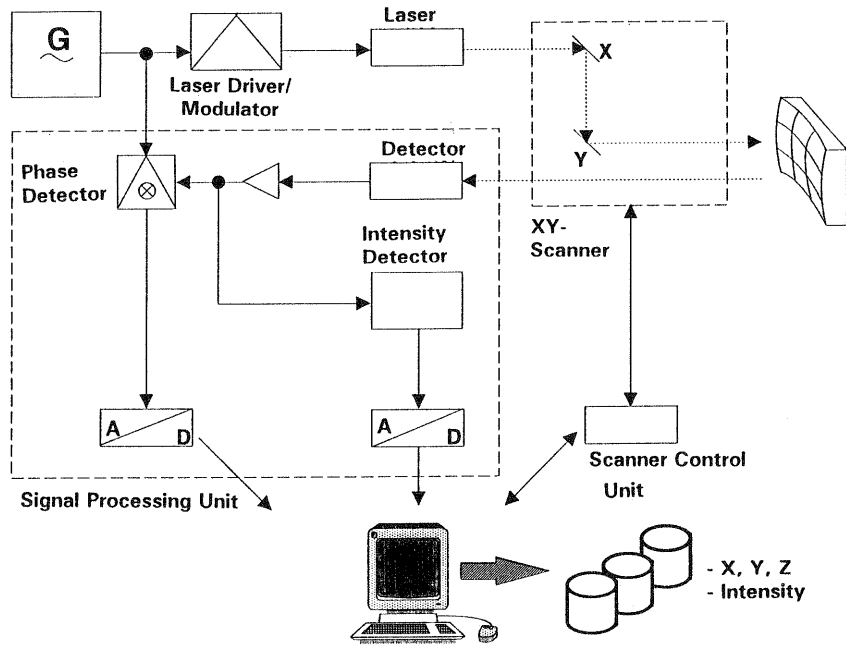 G
Laser
Laser Driver/
Modulator
X
Y
Phase
Detector
Detector
Intensity
Detector
XY-
Scanner
A
D
A
D
Scanner Control
Unit
Signal Processing Unit
- X, Y, Z
- Intensity